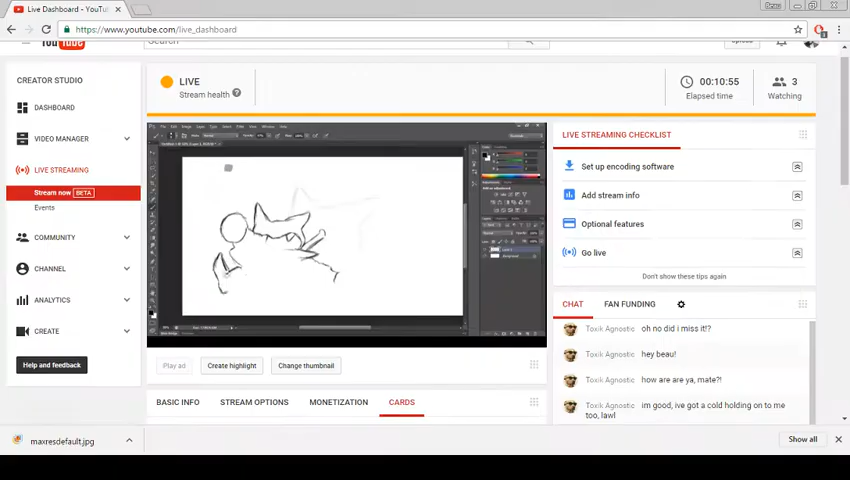 Live Dashboard - YouTu
Beau
https://www.youtube.com/live_dashboard
Search
Upload
CREATOR STUDIO
DASHBOARD
VIDEO MANAGER
LIVE STREAMING
Stream now BETA
Events
COMMUNITY
CHANNEL
ANALYTICS
CREATE
Help and feedback
LIVE
Stream health ?
00:10:55
Elapsed time
3
Watching
Play ad
Create highlight
Change thumbnail
BASIC INFO
STREAM OPTIONS
MONETIZATION
CARDS
LIVE STREAMING CHECKLIST
Set up encoding software
Add stream info
Optional features
Go live
Don't show these tips again
CHAT
FAN FUNDING
Toxik Agnostic oh no did i miss it!?
Toxik Agnostic hey beau!
Toxik Agnostic how are are ya, mate?!
Toxik Agnostic im good, ive got a cold holding on to me
too, lawl
maxresdefault.jpg
Show all